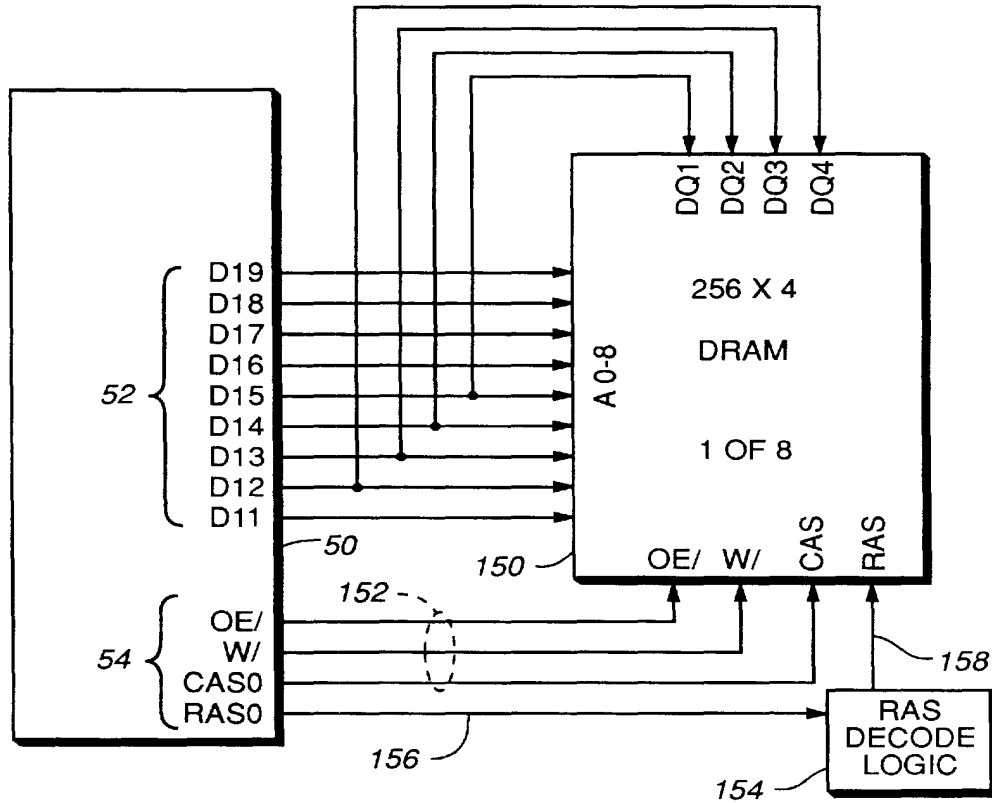 DQ1
DQ2
DQ3
DQ4
D19
D18
D17
D16
D15
D14
D13
D12
D11
52
A 0-8
256 X 4
DRAM
1 OF 8
50
150
OE/
W/
CAS
RAS
152
54
OE/
W/
CAS0
RAS0
156
158
RAS
DECODE
LOGIC
154